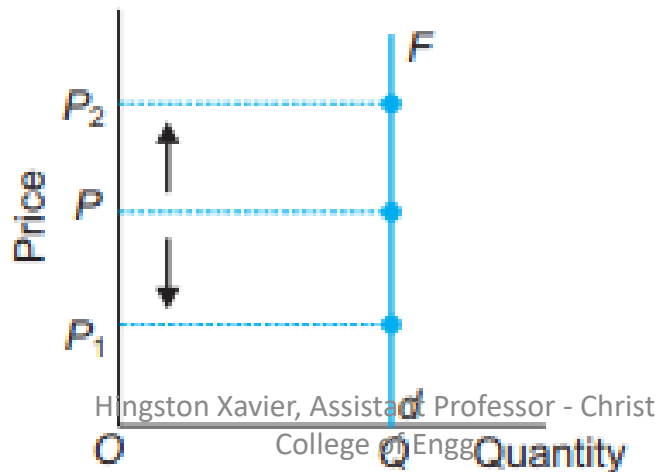 F
P2
P
Price
P1
d
Hingston Xavier, Assistant Professor - Christ
College of Engg
O
Q
Quantity